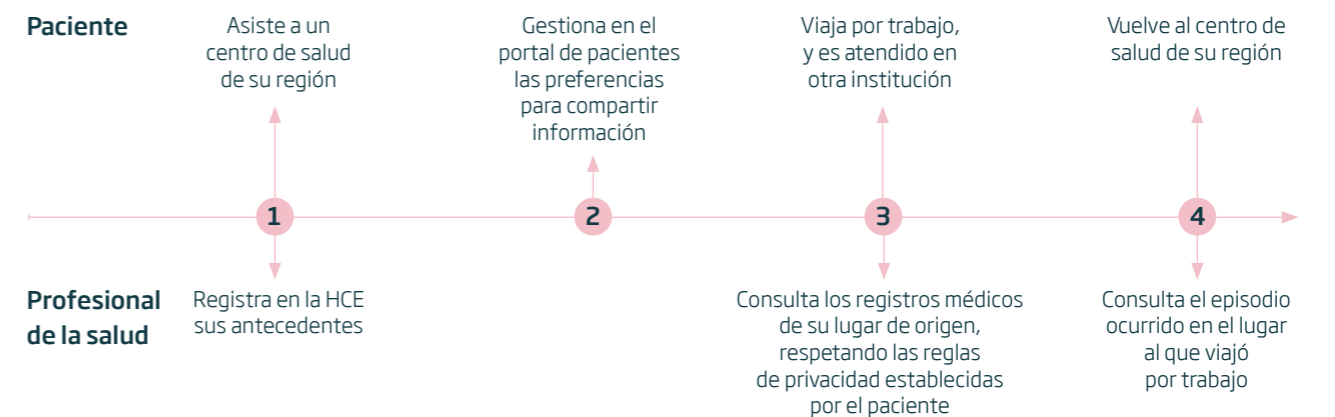 Paciente
Asiste a un
centro de salud
de su región
Gestiona en el
portal de pacientes
las preferencias
para compartir
información
Viaja por trabajo,
y es atendido en
otra institución
Vuelve al centro de
salud de su región
1
2
3
4
Profesional
de la salud
Registra en la HCE
sus antecedentes
Consulta los registros médicos
de su lugar de origen,
respetando las reglas
de privacidad establecidas
por el paciente
Consulta el episodio
ocurrido en el lugar
al que viajó
por trabajo